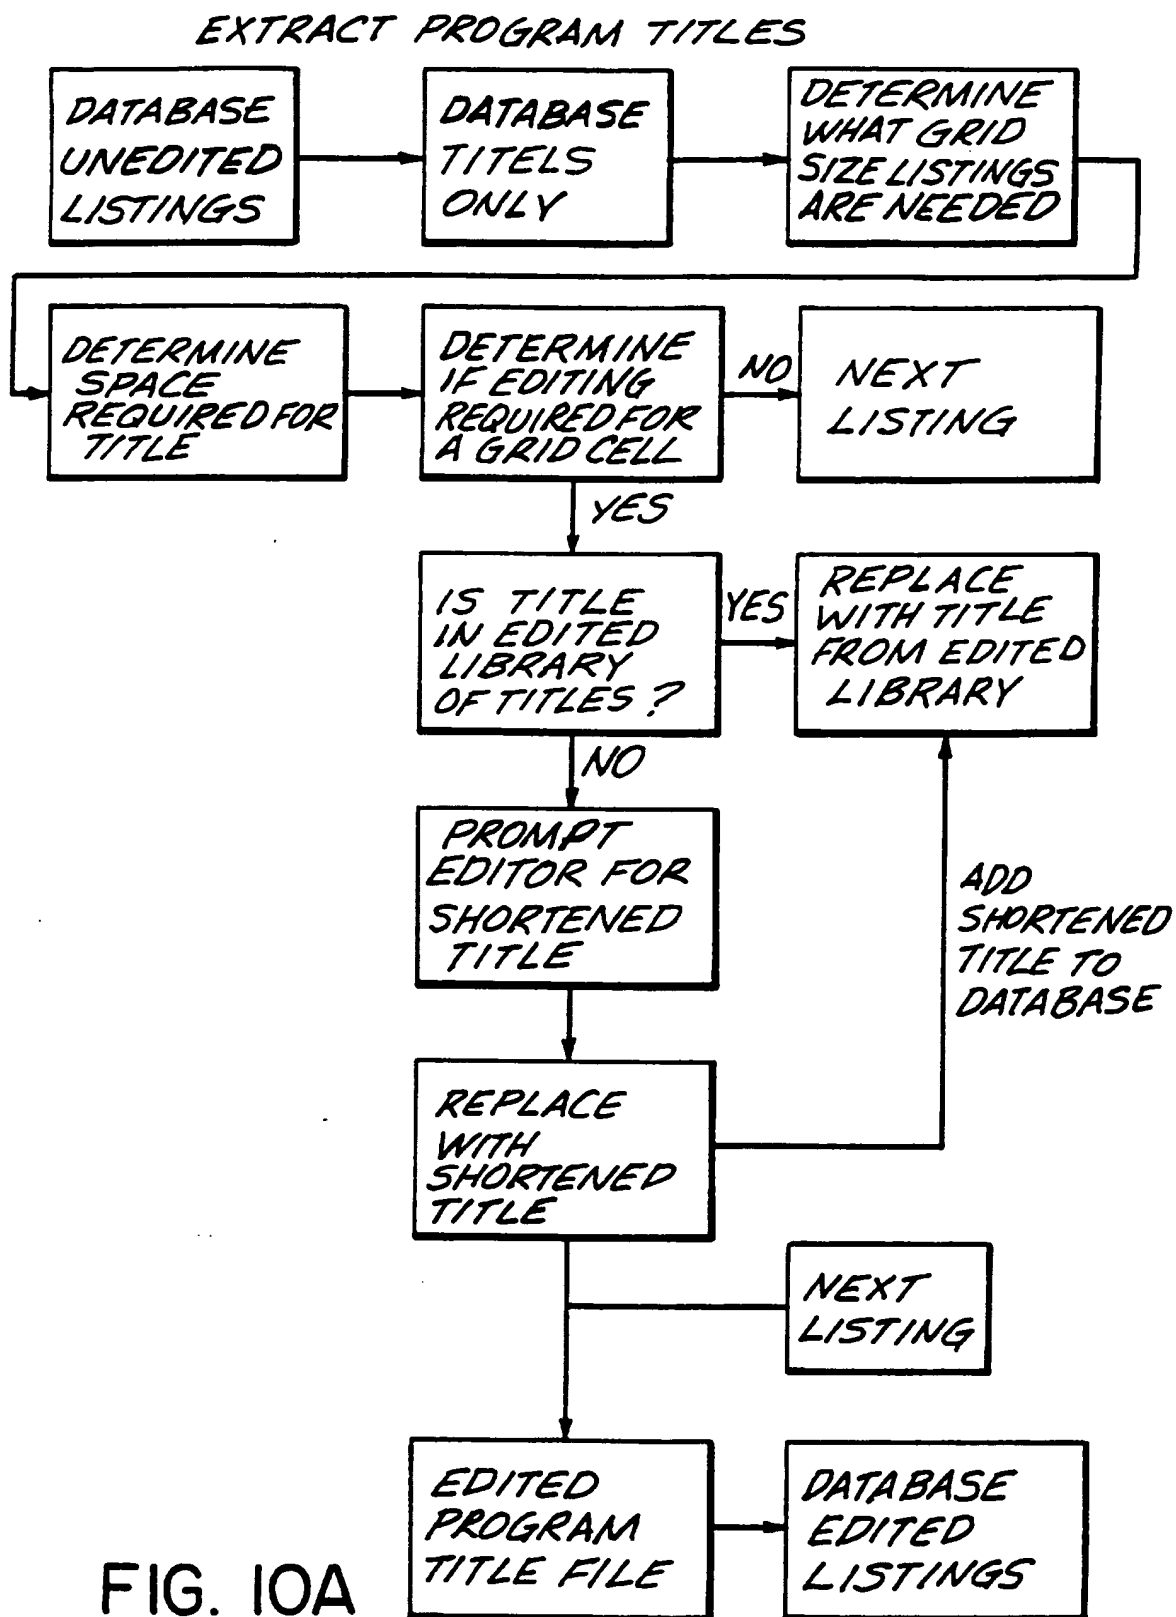 EXTRACT PROGRAM TITLES
DATABASE
UNEDITED
LISTINGS
DATABASE
TITELS
ONLY
DETERMINE
WHAT GRID
SIZE LISTINGS
ARE NEEDED
DETERMINE
SPACE
REQUIRED FOR
TITLE
DETERMINE
IF EDITING
REQUIRED FOR
A GRID CELL
NO
NEXT
LISTING
YES
IS TITLE
IN EDITED
LIBRARY
OF TITLES?
YES
REPLACE
WITH TITLE
FROM EDITED
LIBRARY
NO
PROMPT
EDITOR FOR
SHORTENED
TITLE
ADD
SHORTENED
TITLE TO
DATABASE
REPLACE
WITH
SHORTENED
TITLE
NEXT
LISTING
EDITED
PROGRAM
TITLE FILE
DATABASE
EDITED
LISTINGS
FIG. 10A